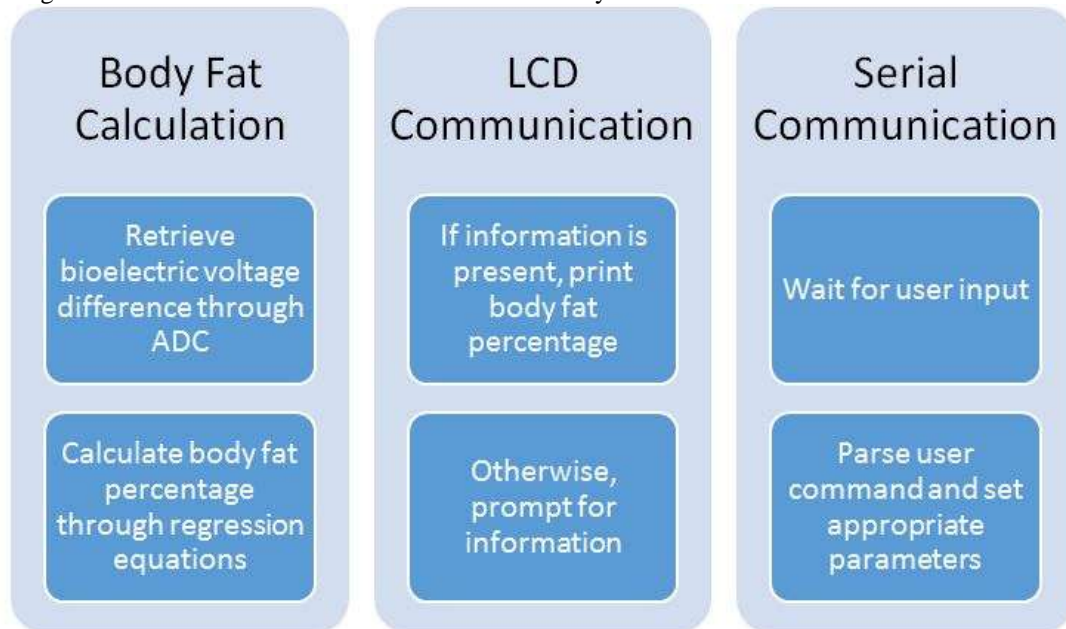 Body Fat
Calculation
Retrieve
bioelectric voltage
difference through
ADC
Calculate body fat
percentage
through regression
equations
LCD
Communication
If information is
present, print
body fat
percentage
Otherwise,
prompt for
information
Serial
Communication
Wait for user input
Parse user
command and set
appropriate
parameters